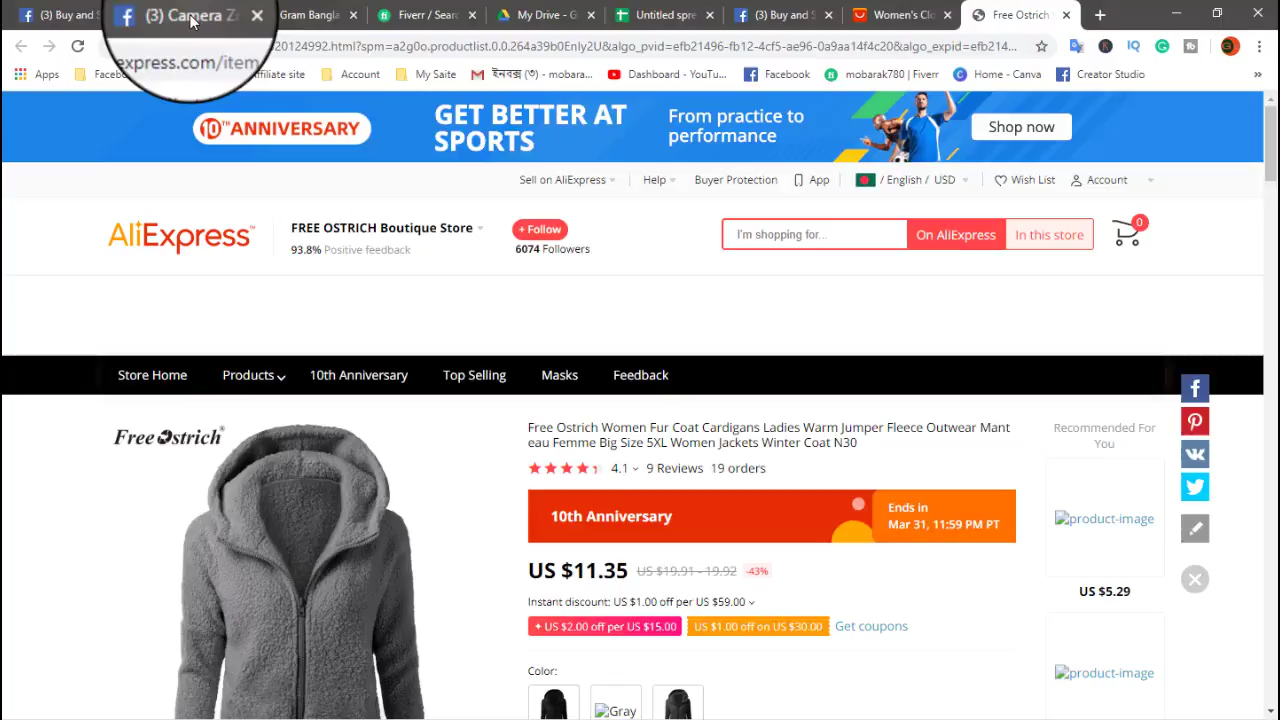 (3) Buy and S
(3) Camera Z
Gram Bangla
Fiverr / Searc
My Drive - G
Untitled spre
(3) Buy and S
Women's Clo
Free Ostrich
express.com/item
20124992.html?spm=a2g0o.productlist.0.0.264a39b0Enly2U&algo_pvid=efb21496-fb12-4cf5-ae96-0a9aa14f4c20&algo_expid=efb214...
Apps
Faceb
ffiliate site
Account
My Saite
ইনবক্স (৩) - mobara...
Dashboard - YouTu...
Facebook
mobarak780 | Fiverr
Home - Canva
Creator Studio
»
10TH ANNIVERSARY
GET BETTER AT
SPORTS
From practice to
performance
Shop now
Sell on AliExpress
Help
Buyer Protection
App
/ English / USD
Wish List
Account
AliExpress
FREE OSTRICH Boutique Store
93.8% Positive feedback
+ Follow
6074 Followers
I'm shopping for...
On AliExpress
In this store
0
Store Home
Products
10th Anniversary
Top Selling
Masks
Feedback
Free Ostrich
Free Ostrich Women Fur Coat Cardigans Ladies Warm Jumper Fleece Outwear Mant
eau Femme Big Size 5XL Women Jackets Winter Coat N30
4.1 9 Reviews 19 orders
10th Anniversary
Ends in
Mar 31, 11:59 PM PT
US $11.35 US $19.91 - 19.92 -43%
Instant discount: US $1.00 off per US $59.00
US $2.00 off per US $15.00
US $1.00 off on US $30.00
Get coupons
Color:
Gray
Recommended For
You
product-image
US $5.29
product-image